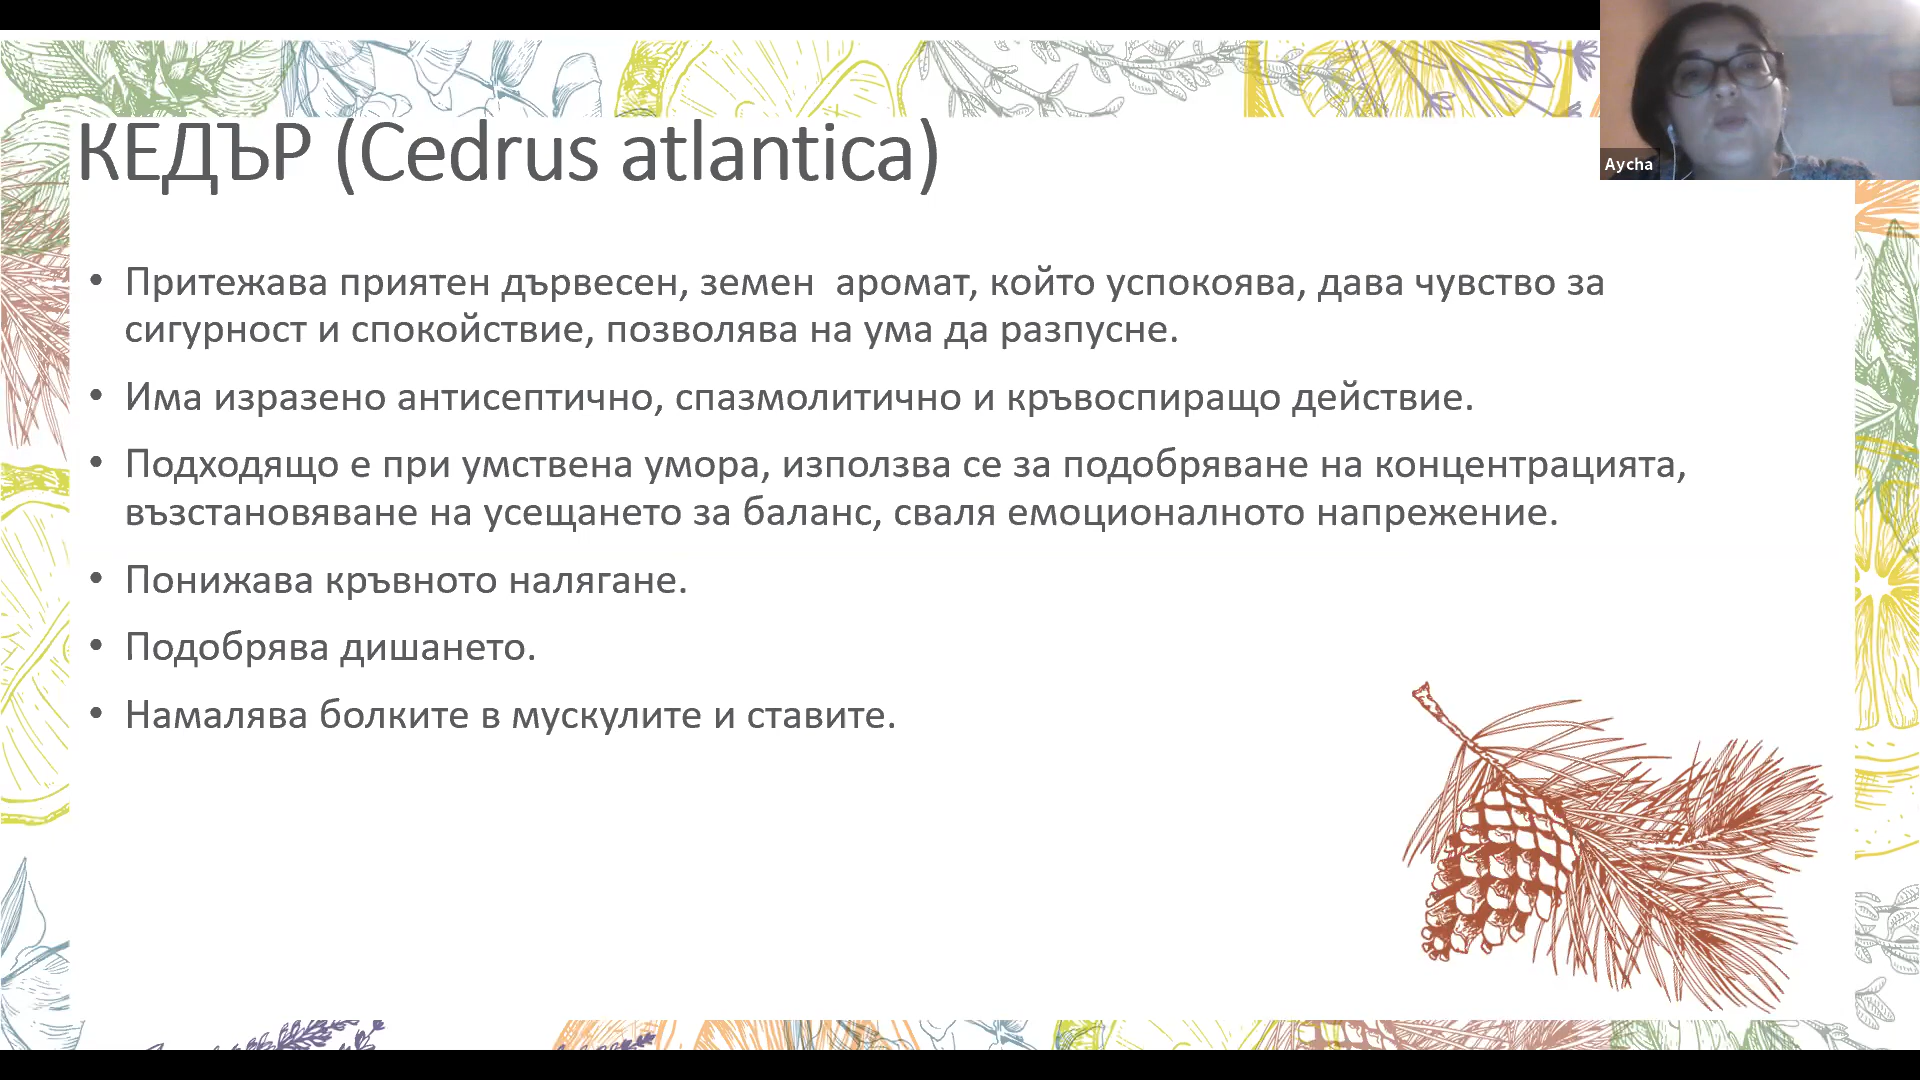 Aycha
КЕДЪР (Cedrus atlantica)
• Притежава приятен дървесен, земен  аромат, който успокоява, дава чувство за
сигурност и спокойствие, позволява на ума да разпусне.
• Има изразено антисептично, спазмолитично и кръвоспиращо действие.
• Подходящо е при умствена умора, използва се за подобряване на концентрацията,
възстановяване на усещането за баланс, сваля емоционалното напрежение.
• Понижава кръвното налягане.
• Подобрява дишането.
• Намалява болките в мускулите и ставите.